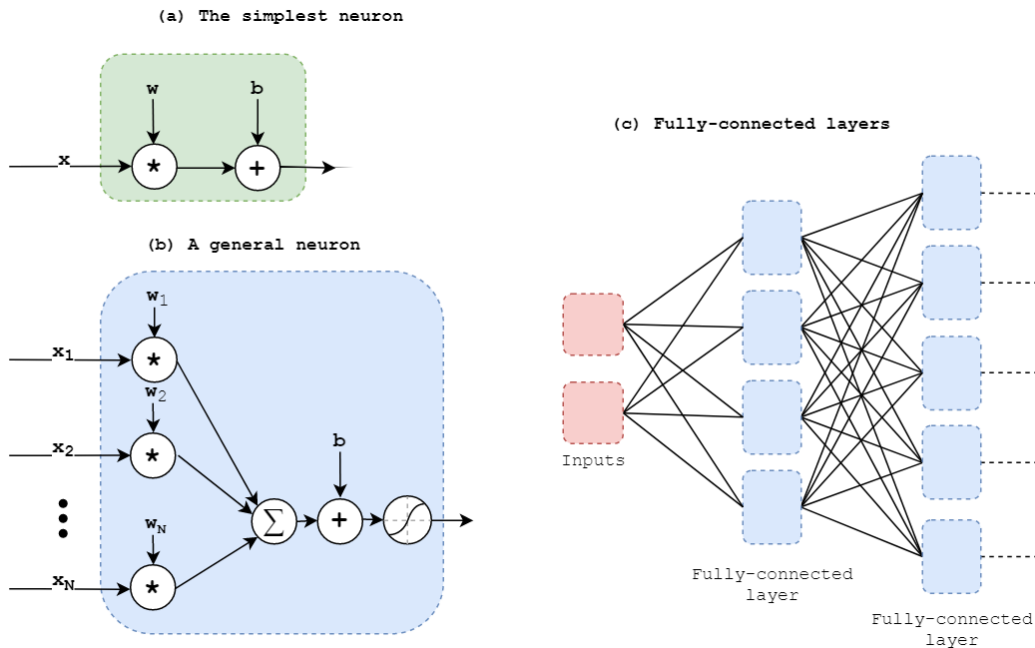 (a) The simplest neuron
w
b
x
*
+
(b) A general neuron
w1
x1
*
w2
x2
*
b
∑
+
wN
xN
*
(c) Fully-connected layers
Inputs
Fully-connected
layer
Fully-connected
layer